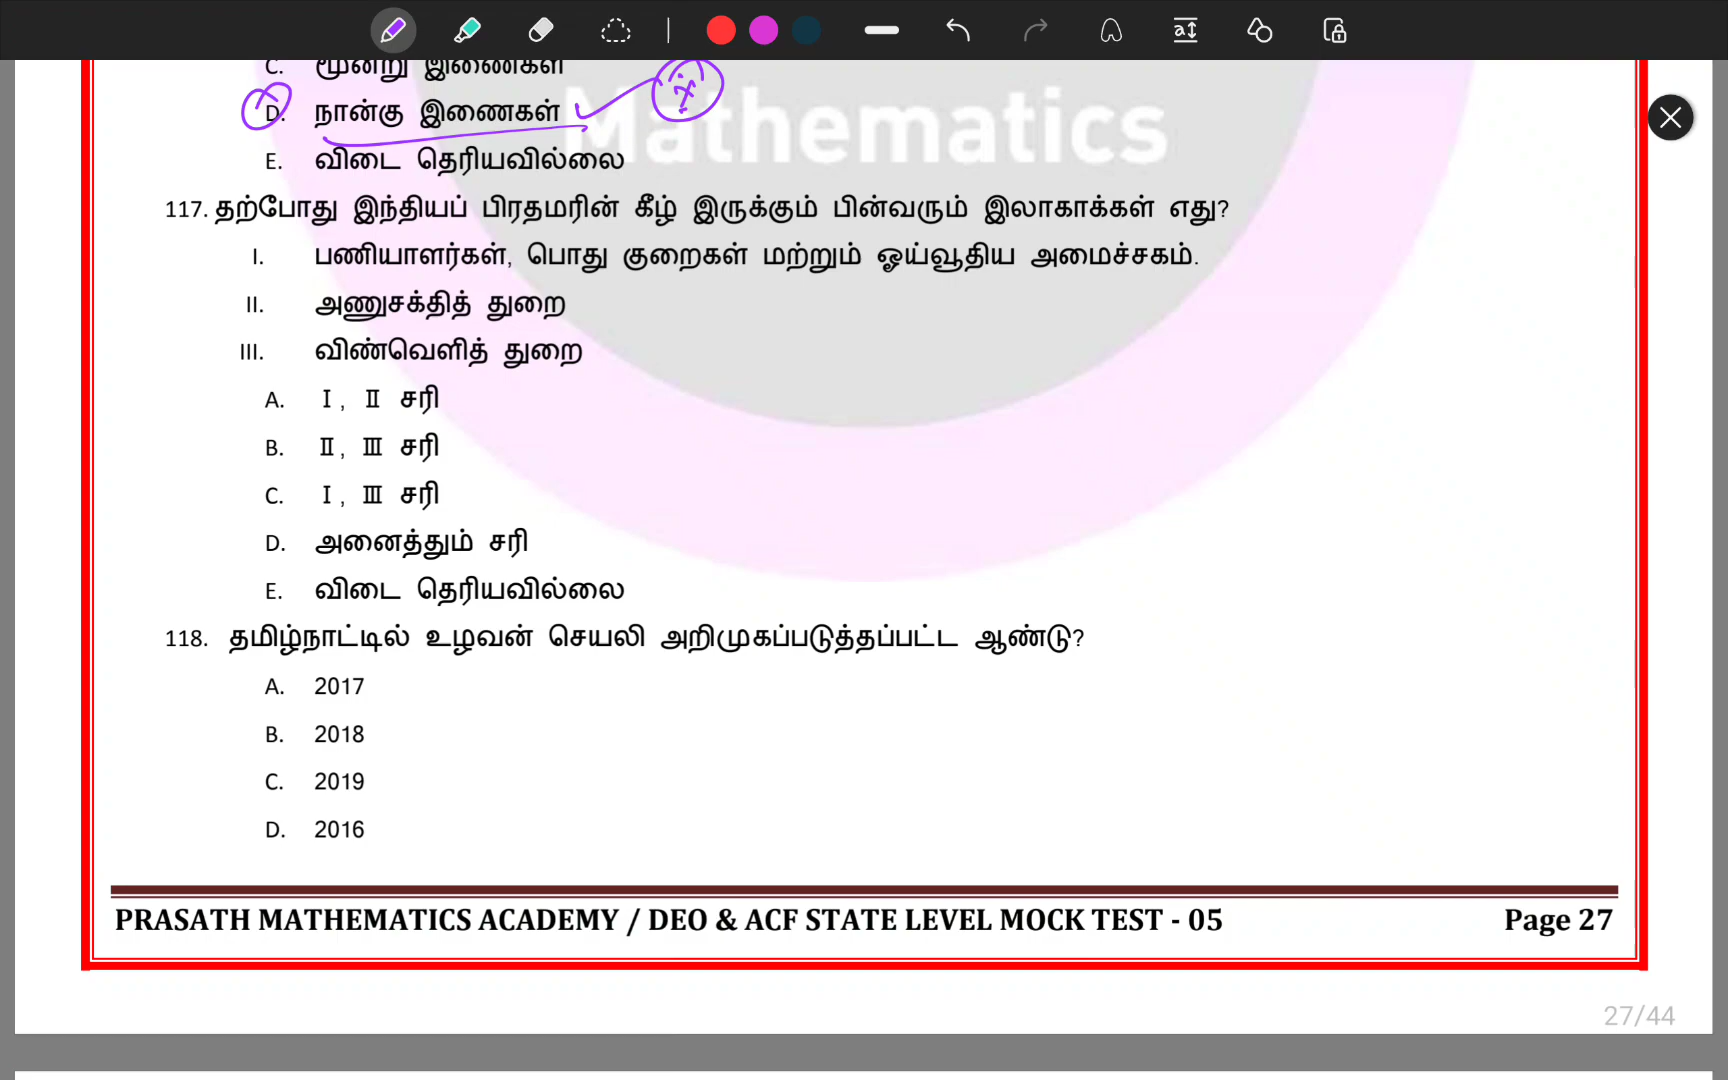 C. மூன்று இணைகள்
D. நான்கு இணைகள்
Mathematics
E. விடை தெரியவில்லை
117. தற்போது இந்தியப் பிரதமரின் கீழ் இருக்கும் பின்வரும் இலாகாக்கள் எது?
I. பணியாளர்கள், பொது குறைகள் மற்றும் ஓய்வூதிய அமைச்சகம்.
II. அணுசக்தித் துறை
III. விண்வெளித் துறை
A. I , II சரி
B. II , III சரி
C. I , III சரி
D. அனைத்தும் சரி
E. விடை தெரியவில்லை
118. தமிழ்நாட்டில் உழவன் செயலி அறிமுகப்படுத்தப்பட்ட ஆண்டு?
A. 2017
B. 2018
C. 2019
D. 2016
PRASATH MATHEMATICS ACADEMY / DEO & ACF STATE LEVEL MOCK TEST - 05 Page 27
27/44